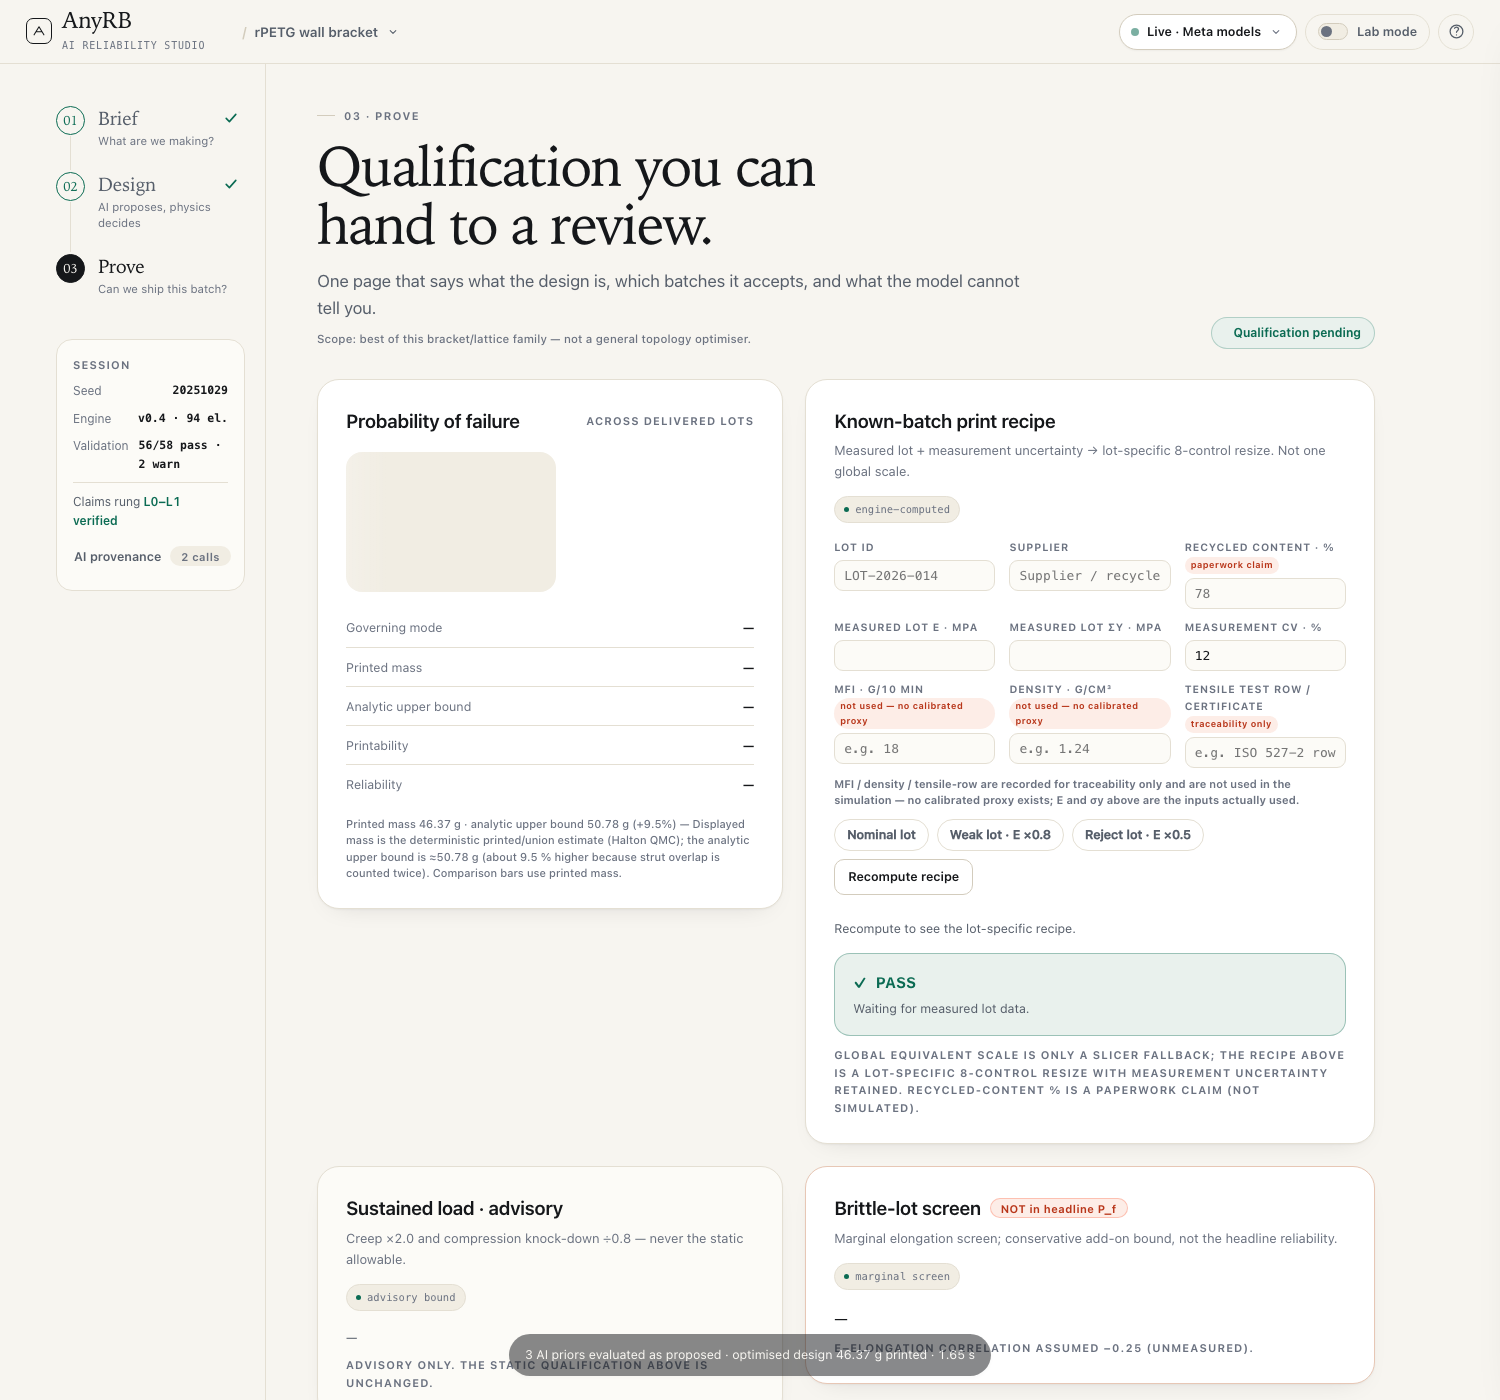 AnyRB
AI RELIABILITY STUDIO
/ rPETG wall bracket
Live · Meta models
Lab mode
01 Brief
What are we making?
02 Design
AI proposes, physics
decides
03 Prove
Can we ship this batch?
SESSION
Seed 20251029
Engine v0.4 · 94 el.
Validation 56/58 pass ·
2 warn
Claims rung L0–L1
verified
AI provenance 2 calls
03 · PROVE
Qualification you can
hand to a review.
One page that says what the design is, which batches it accepts, and what the model cannot
tell you.
Scope: best of this bracket/lattice family — not a general topology optimiser.
Qualification pending
Probability of failure
ACROSS DELIVERED LOTS
Governing mode —
Printed mass —
Analytic upper bound —
Printability —
Reliability —
Printed mass 46.37 g · analytic upper bound 50.78 g (+9.5%) — Displayed
mass is the deterministic printed/union estimate (Halton QMC); the analytic
upper bound is ≈50.78 g (about 9.5 % higher because strut overlap is
counted twice). Comparison bars use printed mass.
Known-batch print recipe
Measured lot + measurement uncertainty → lot-specific 8-control resize. Not one
global scale.
engine-computed
LOT ID
LOT-2026-014
SUPPLIER
Supplier / recycle
RECYCLED CONTENT · %
paperwork claim
78
MEASURED LOT E · MPA
MEASURED LOT ΣY · MPA
MEASUREMENT CV · %
12
MFI · G/10 MIN
not used — no calibrated
proxy
e.g. 18
DENSITY · G/CM³
not used — no calibrated
proxy
e.g. 1.24
TENSILE TEST ROW /
CERTIFICATE
traceability only
e.g. ISO 527-2 row
MFI / density / tensile-row are recorded for traceability only and are not used in the
simulation — no calibrated proxy exists; E and σy above are the inputs actually used.
Nominal lot
Weak lot · E ×0.8
Reject lot · E ×0.5
Recompute recipe
Recompute to see the lot-specific recipe.
✓ PASS
Waiting for measured lot data.
GLOBAL EQUIVALENT SCALE IS ONLY A SLICER FALLBACK; THE RECIPE ABOVE
IS A LOT-SPECIFIC 8-CONTROL RESIZE WITH MEASUREMENT UNCERTAINTY
RETAINED. RECYCLED-CONTENT % IS A PAPERWORK CLAIM (NOT
SIMULATED).
Sustained load · advisory
Creep ×2.0 and compression knock-down ÷0.8 — never the static
allowable.
advisory bound
—
ADVISORY ONLY. THE STATIC QUALIFICATION ABOVE IS
UNCHANGED.
Brittle-lot screen
NOT in headline P_f
Marginal elongation screen; conservative add-on bound, not the headline reliability.
marginal screen
—
E–ELONGATION CORRELATION ASSUMED −0.25 (UNMEASURED).
3 AI priors evaluated as proposed · optimised design 46.37 g printed · 1.65 s